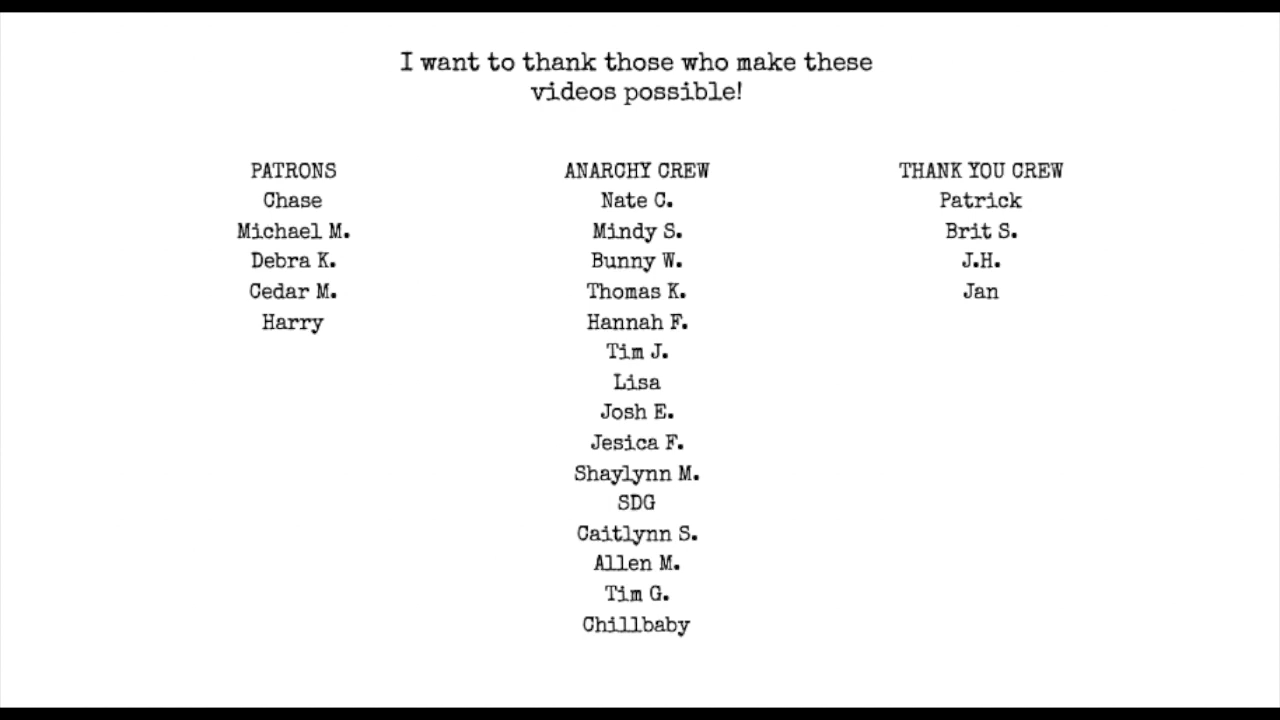 I want to thank those who make these
videos possible!
PATRONS
Chase
Michael M.
Debra K.
Cedar M.
Harry
ANARCHY CREW
Nate C.
Mindy S.
Bunny W.
Thomas K.
Hannah F.
Tim J.
Lisa
Josh E.
Jesica F.
Shaylynn M.
SDG
Caitlynn S.
Allen M.
Tim G.
Chillbaby
THANK YOU CREW
Patrick
Brit S.
J.H.
Jan